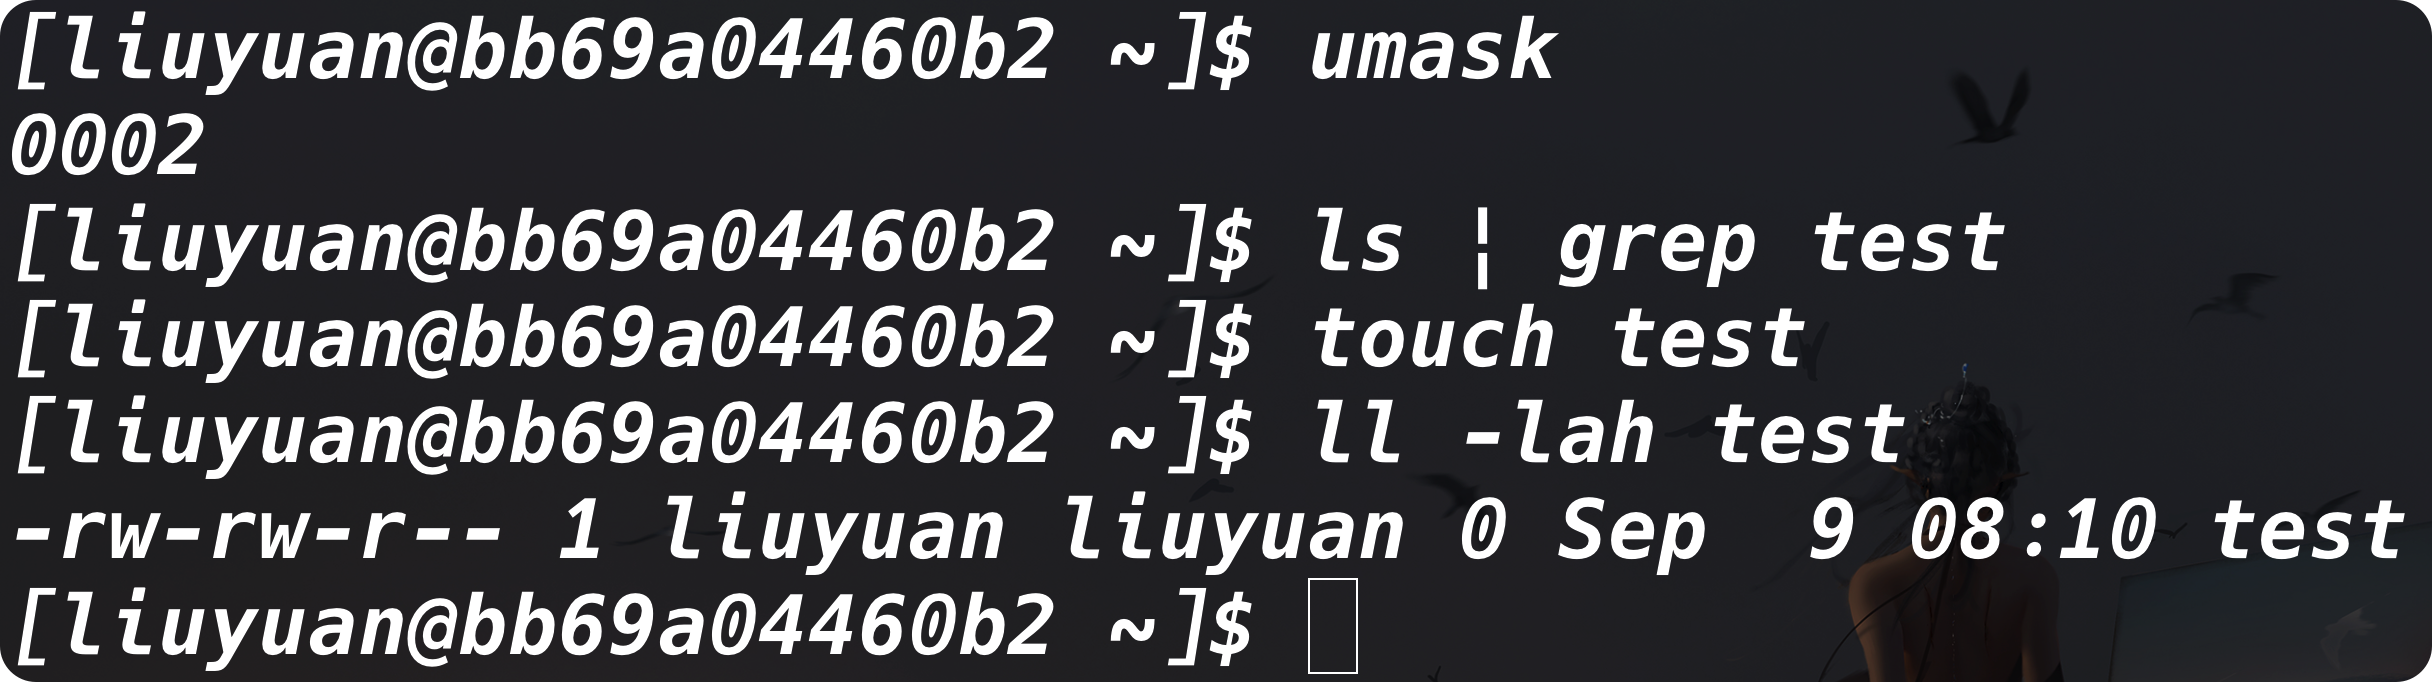 [liuyuan@bb69a04460b2 ~]$ umask
0002
[liuyuan@bb69a04460b2 ~]$ ls | grep test
[liuyuan@bb69a04460b2 ~]$ touch test
[liuyuan@bb69a04460b2 ~]$ ll -lah test
-rw-rw-r-- 1 liuyuan liuyuan 0 Sep  9 08:10 test
[liuyuan@bb69a04460b2 ~]$